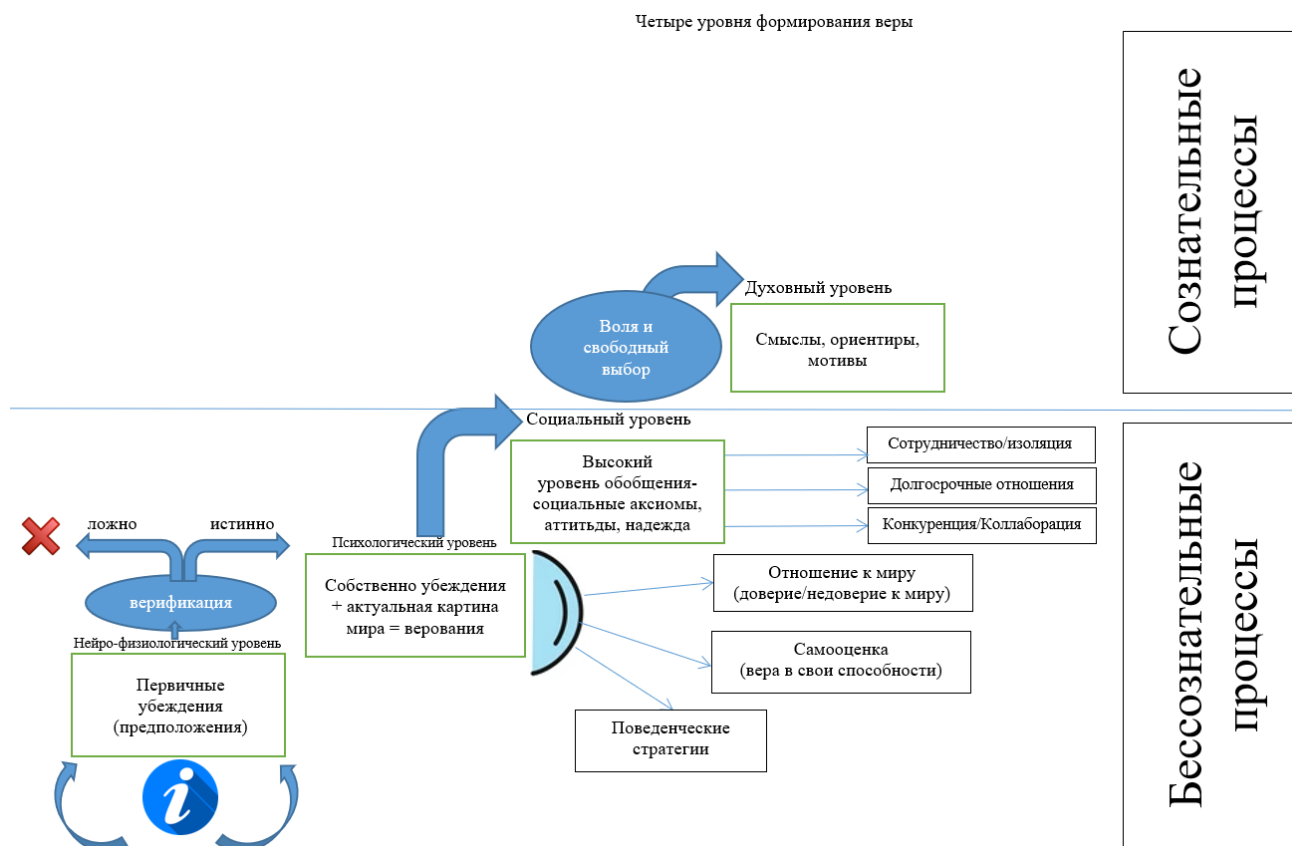 Четыре уровня формирования веры
Сознательные
процессы
Духовный уровень
Воля и
свободный
выбор
Смыслы, ориентиры,
мотивы
Социальный уровень
Высокий
уровень обобщения-
социальные аксиомы,
аттитьды, надежда
Сотрудничество/изоляция
Долгосрочные отношения
Конкуренция/Коллаборация
Бессознательные
процессы
ложно
истинно
верификация
Психологический уровень
Собственно убеждения
+ актуальная картина
мира = верования
Отношение к миру
(доверие/недоверие к миру)
Самооценка
(вера в свои способности)
Поведенческие
стратегии
Нейро-физиологический уровень
Первичные
убеждения
(предположения)
i